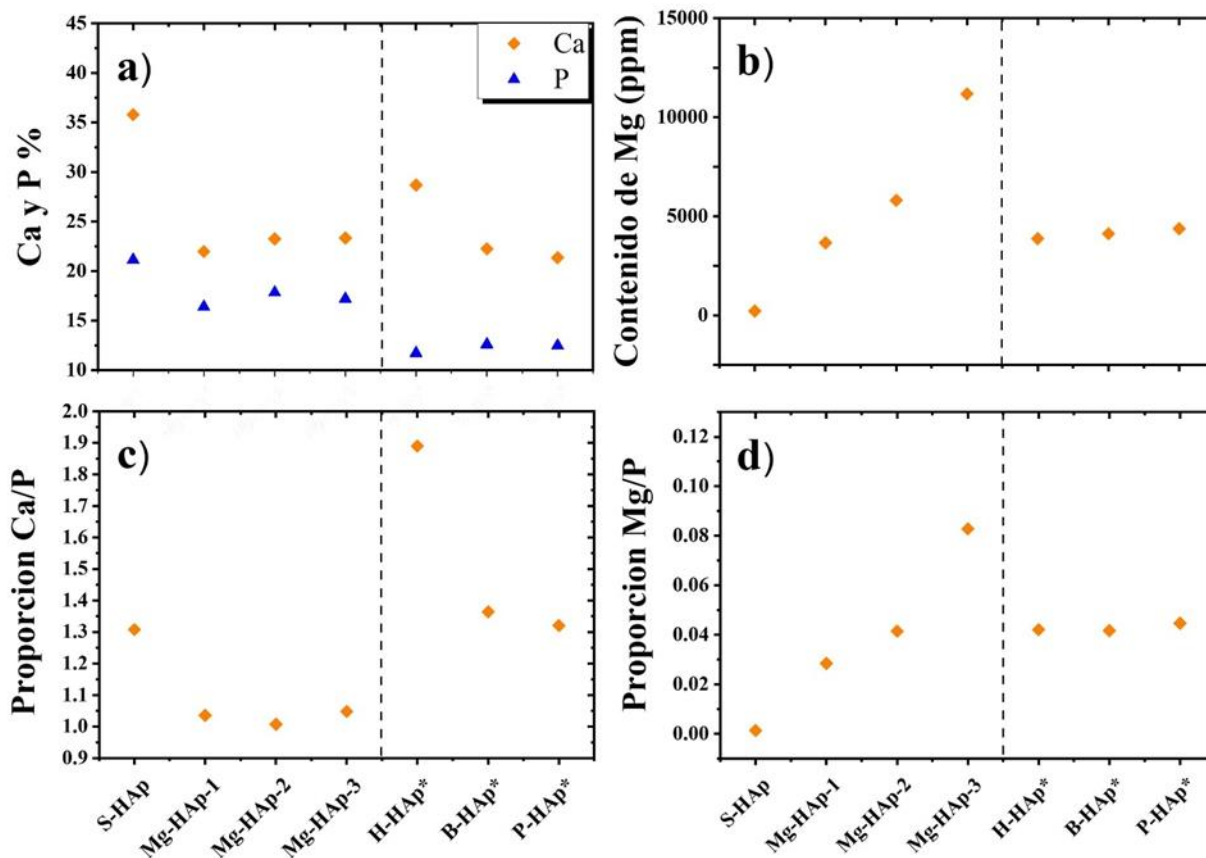 a)
Ca
P
Ca y P %
45
40
35
30
25
20
15
10
b)
Contenido de Mg (ppm)
15000
10000
5000
0
c)
Proporcion Ca/P
2.0
1.9
1.8
1.7
1.6
1.5
1.4
1.3
1.2
1.1
1.0
0.9
S-HAp
Mg-HAp-1
Mg-HAp-2
Mg-HAp-3
H-HAp*
B-HAp*
P-HAp*
d)
Proporcion Mg/P
0.12
0.10
0.08
0.06
0.04
0.02
0.00
S-HAp
Mg-HAp-1
Mg-HAp-2
Mg-HAp-3
H-HAp*
B-HAp*
P-HAp*